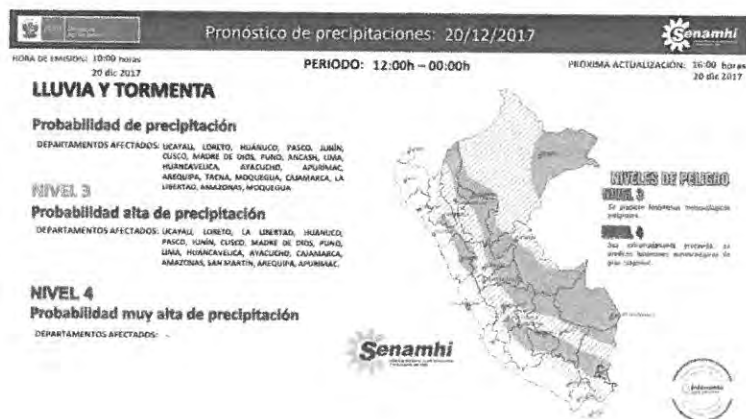 PERÚ
Pronóstico de precipitaciones: 20/12/2017
Senamhi
HORA DE EMISIÓN: 10:00 horas
20 dic 2017
PERIODO: 12:00h – 00:00h
PRÓXIMA ACTUALIZACIÓN: 16:00 horas
20 dic 2017
LLUVIA Y TORMENTA
Probabilidad de precipitación
DEPARTAMENTOS AFECTADOS: UCAYALI, LORETO, HUÁNUCO, PASCO, JUNÍN,
CUSCO, MADRE DE DIOS, PUNO, ANCASH, LIMA,
HUANCAVELICA, AYACUCHO, APURIMAC,
AREQUIPA, TACNA, MOQUEGUA, CAJAMARCA, LA
LIBERTAD, AMAZONAS, MOQUEGUA
NIVEL 3
Probabilidad alta de precipitación
DEPARTAMENTOS AFECTADOS: UCAYALI, LORETO, LA LIBERTAD, HUÁNUCO,
PASCO, JUNÍN, CUSCO, MADRE DE DIOS, PUNO,
LIMA, HUANCAVELICA, AYACUCHO, CAJAMARCA,
AMAZONAS, SAN MARTIN, AREQUIPA, APURIMAC.
NIVEL 4
Probabilidad muy alta de precipitación
DEPARTAMENTOS AFECTADOS: -
NIVELES DE PELIGRO
NIVEL 3
NIVEL 4
Senamhi